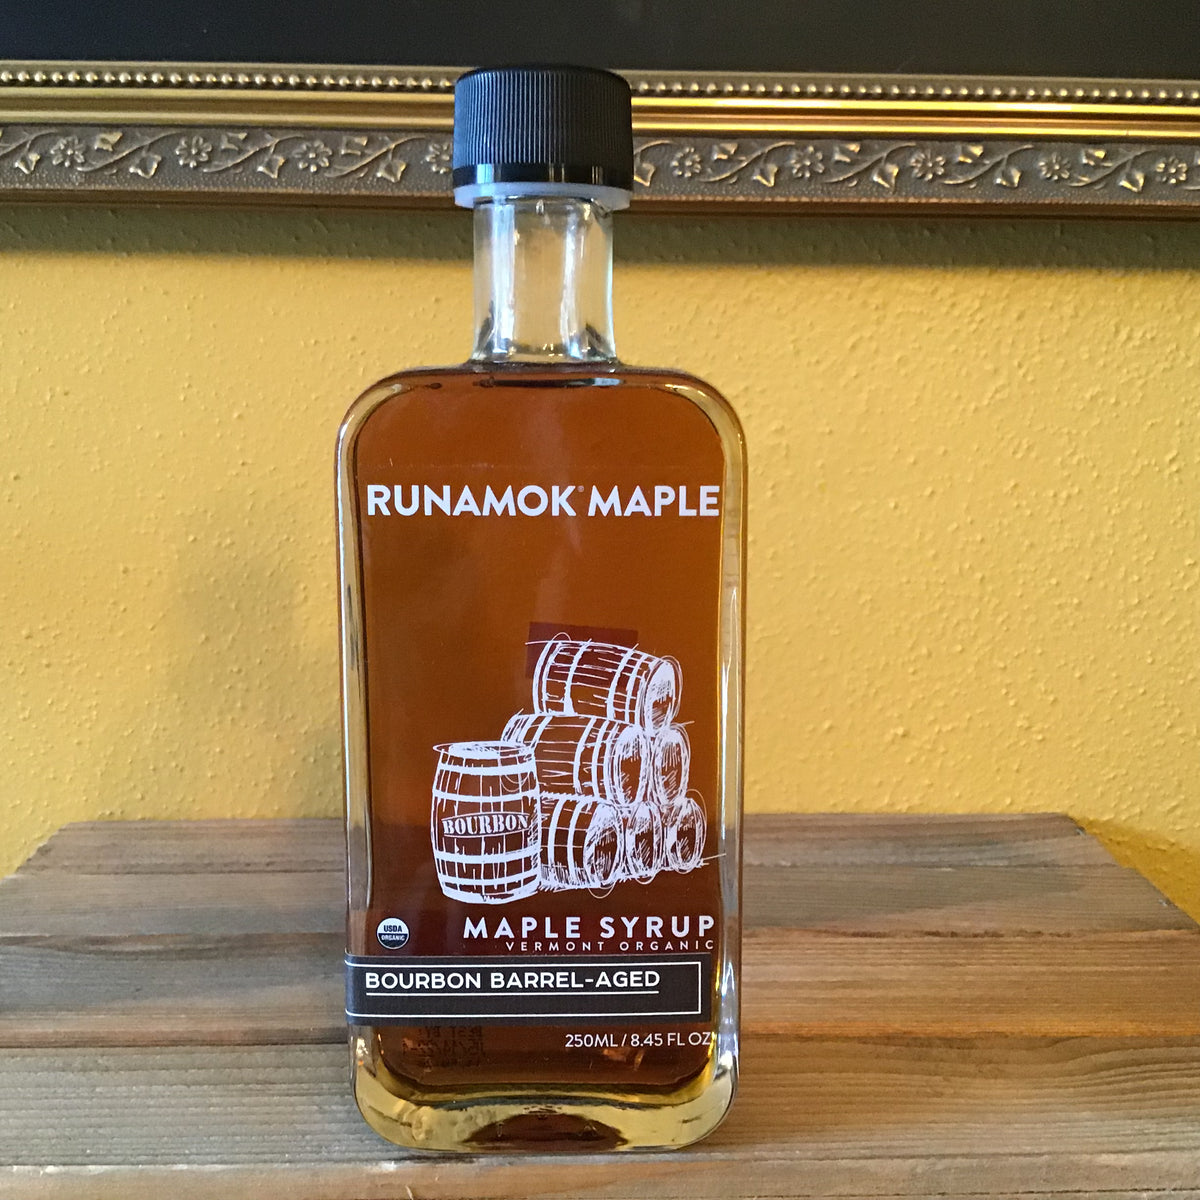 RUNAMOK® MAPLE
BOURBON
USDA
ORGANIC
MAPLE SYRUP
VERMONT ORGANIC
BOURBON BARREL-AGED
250ML / 8.45 FL OZ